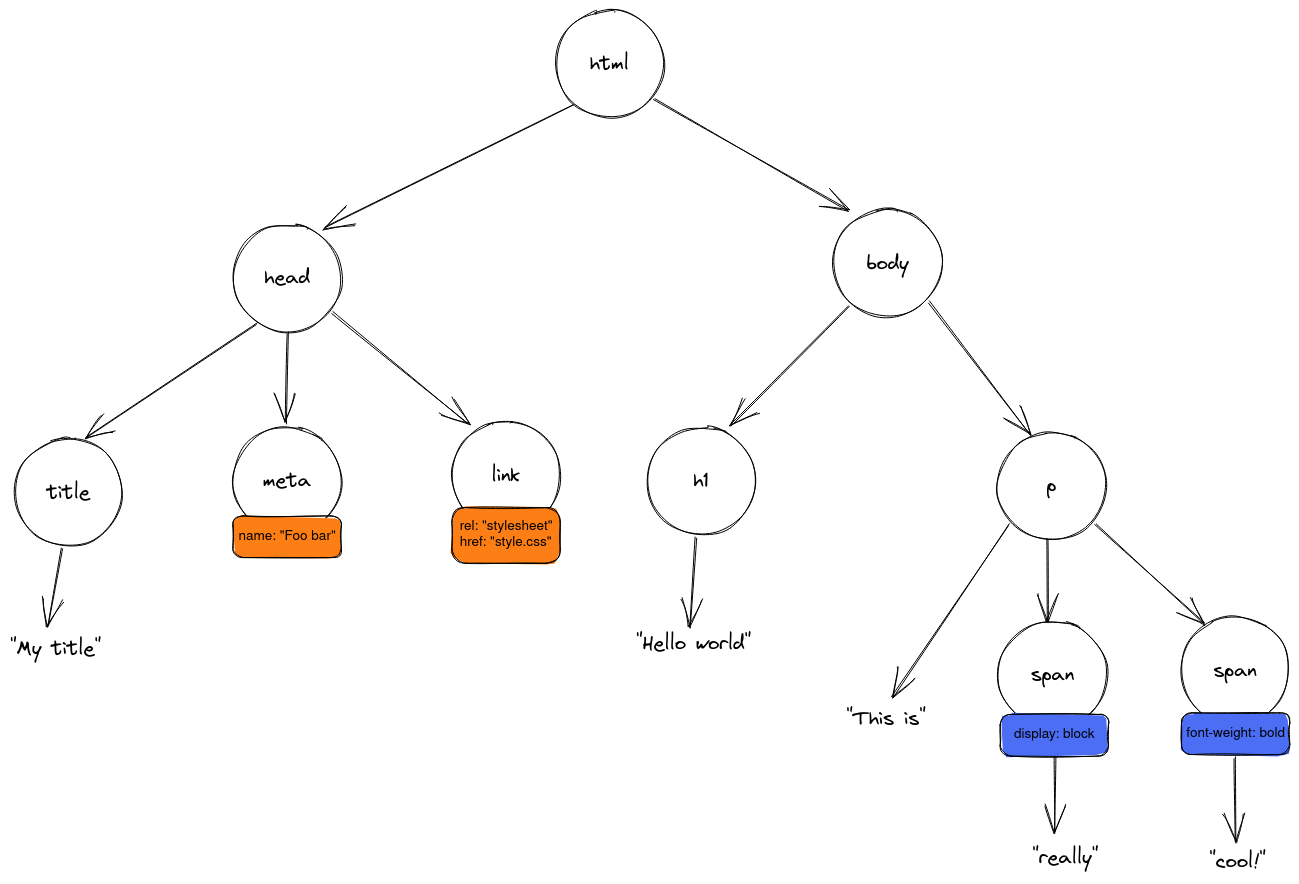 html
head
body
title
meta
link
h1
p
name: "Foo bar"
rel: "stylesheet"
href: "style.css"
"My title"
"Hello world"
"This is"
span
span
display: block
font-weight: bold
"really"
"cool!"